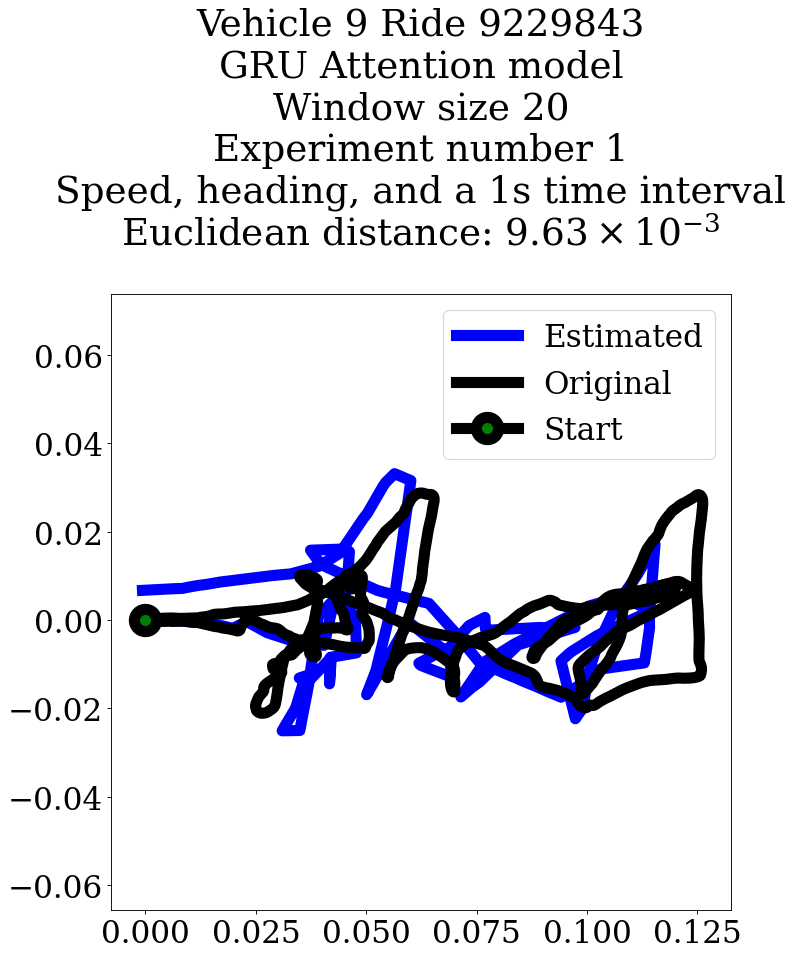 Vehicle 9 Ride 9229843
GRU Attention model
Window size 20
Experiment number 1
Speed, heading, and a 1s time interval
Euclidean distance: 9.63 × 10⁻³
Estimated
Original
Start
0.06
0.04
0.02
0.00
−0.02
−0.04
−0.06
0.000 0.025 0.050 0.075 0.100 0.125